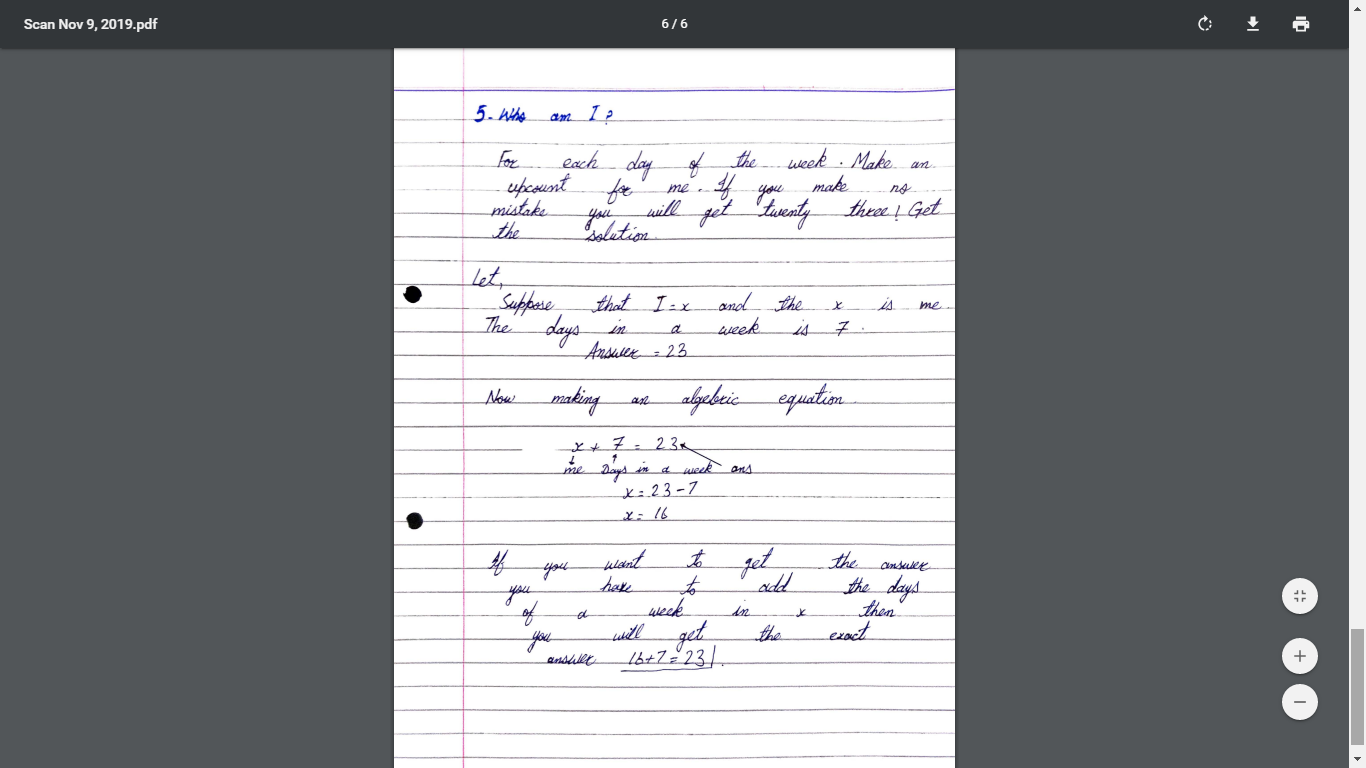 Scan Nov 9, 2019.pdf
6 / 6
5. Who am I?
For each day of the week. Make an
upcount for me. If you make no
mistake you will get twenty three! Get
the solution.
Let,
Suppose that I = x and the x is me.
The days in a week is 7.
Answer = 23
Now making an algebric equation.
x + 7 = 23
me Days in a week ans
x = 23 - 7
x = 16
If you want to get the answer
you have to add the days
of a week in x then
you will get the exact
answer 16+7=23.